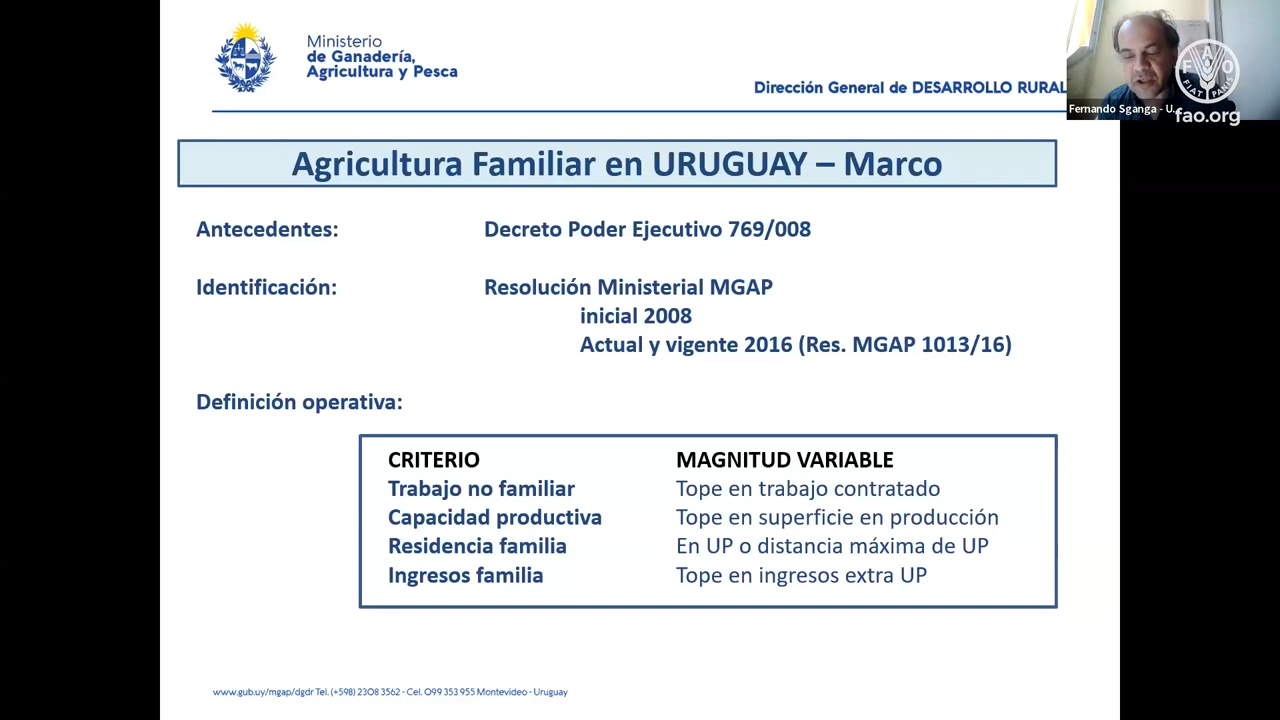 Ministerio
de Ganadería,
Agricultura y Pesca
Dirección General de DESARROLLO RURAL
Fernando Sganga - U...
FAO
FIAT PANIS
fao.org
Agricultura Familiar en URUGUAY – Marco
Antecedentes: Decreto Poder Ejecutivo 769/008
Identificación: Resolución Ministerial MGAP
inicial 2008
Actual y vigente 2016 (Res. MGAP 1013/16)
Definición operativa:
CRITERIO MAGNITUD VARIABLE
Trabajo no familiar Tope en trabajo contratado
Capacidad productiva Tope en superficie en producción
Residencia familia En UP o distancia máxima de UP
Ingresos familia Tope en ingresos extra UP
www.gub.uy/mgap/dgdr Tel. (+598) 2308 3562 - Cel. 099 353 955 Montevideo - Uruguay